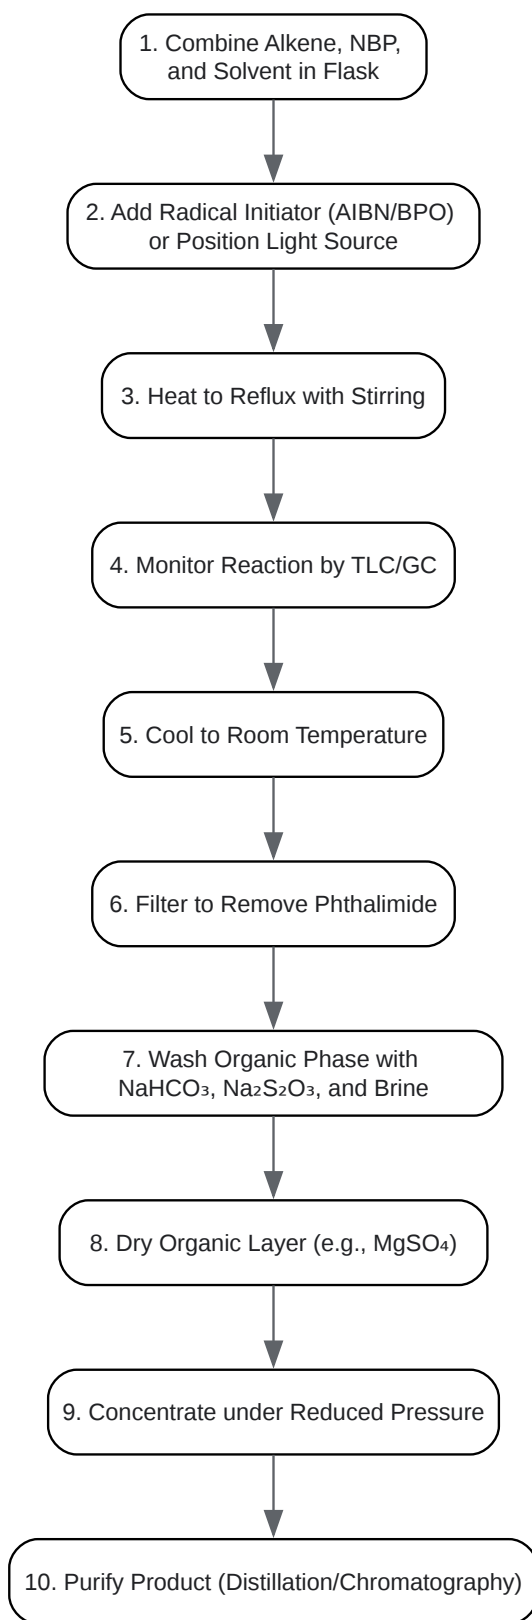 1. Combine Alkene, NBP,
and Solvent in Flask
2. Add Radical Initiator (AIBN/BPO)
or Position Light Source
3. Heat to Reflux with Stirring
4. Monitor Reaction by TLC/GC
5. Cool to Room Temperature
6. Filter to Remove Phthalimide
7. Wash Organic Phase with
NaHCO₃, Na₂S₂O₃, and Brine
8. Dry Organic Layer (e.g., MgSO₄)
9. Concentrate under Reduced Pressure
10. Purify Product (Distillation/Chromatography)